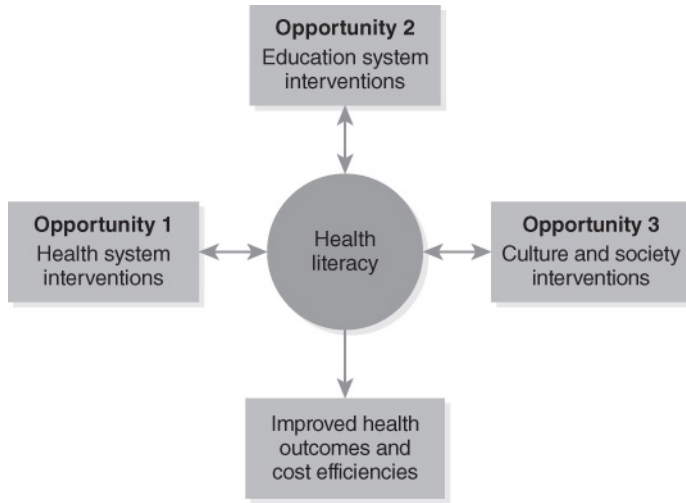 Opportunity 2
Education system
interventions
Opportunity 1
Health system
interventions
Health
literacy
Opportunity 3
Culture and society
interventions
Improved health
outcomes and
cost efficiencies